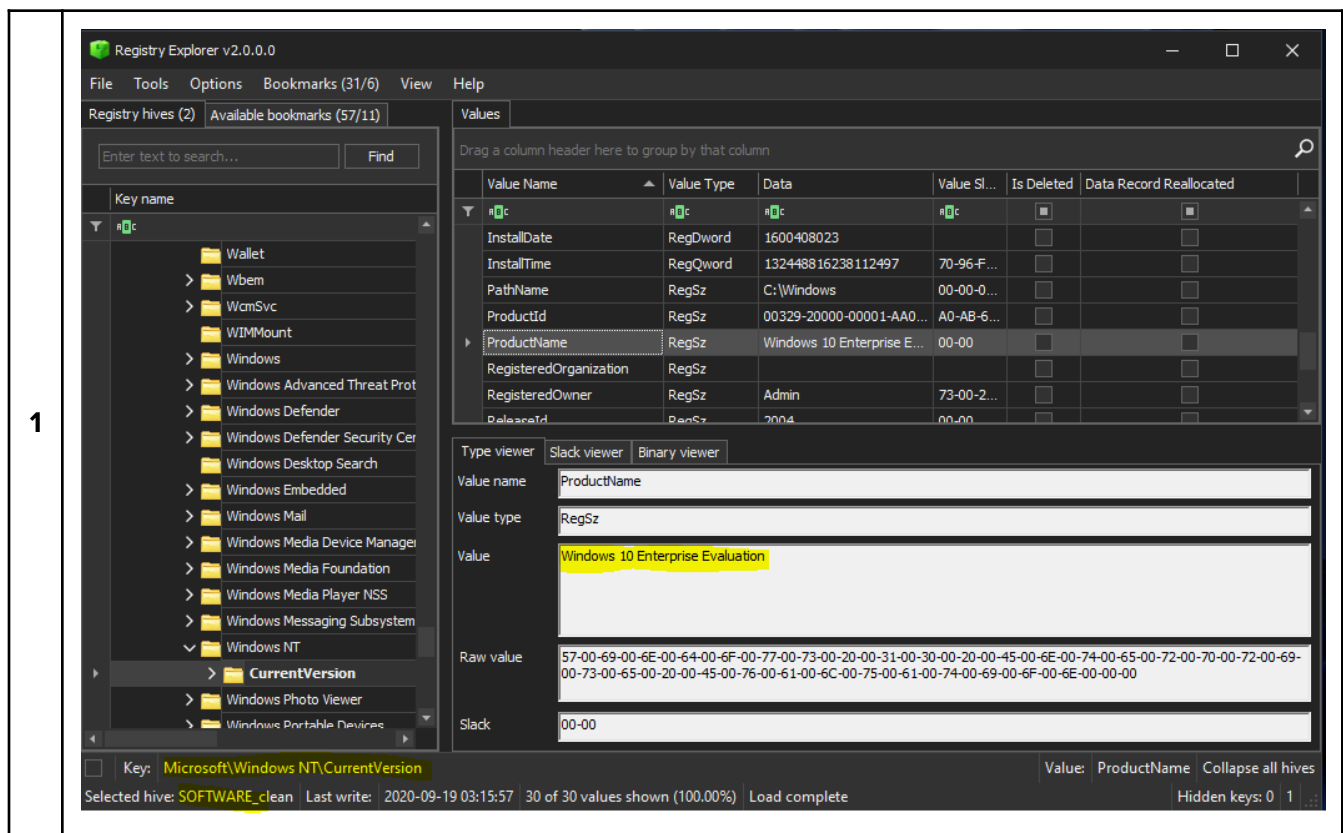 1
Registry Explorer v2.0.0.0
File Tools Options Bookmarks (31/6) View Help
Registry hives (2) Available bookmarks (57/11)
Enter text to search... Find
Key name
Wallet
Wbem
WcmSvc
WIMMount
Windows
Windows Advanced Threat Prot
Windows Defender
Windows Defender Security Cer
Windows Desktop Search
Windows Embedded
Windows Mail
Windows Media Device Manager
Windows Media Foundation
Windows Media Player NSS
Windows Messaging Subsystem
Windows NT
CurrentVersion
Windows Photo Viewer
Windows Portable Devices
Values
Drag a column header here to group by that column
Value Name Value Type Data Value Sl... Is Deleted Data Record Reallocated
InstallDate RegDword 1600408023
InstallTime RegQword 132448816238112497 70-96-F...
PathName RegSz C:\Windows 00-00-0...
ProductId RegSz 00329-20000-00001-AA0... A0-AB-6...
ProductName RegSz Windows 10 Enterprise E... 00-00
RegisteredOrganization RegSz
RegisteredOwner RegSz Admin 73-00-2...
ReleaseId RegSz 2004 00-00
Type viewer Slack viewer Binary viewer
Value name ProductName
Value type RegSz
Value Windows 10 Enterprise Evaluation
Raw value 57-00-69-00-6E-00-64-00-6F-00-77-00-73-00-20-00-31-00-30-00-20-00-45-00-6E-00-74-00-65-00-72-00-70-00-72-00-69-
00-73-00-65-00-20-00-45-00-76-00-61-00-6C-00-75-00-61-00-74-00-69-00-6F-00-6E-00-00-00
Slack 00-00
Key: Microsoft\Windows NT\CurrentVersion Value: ProductName Collapse all hives
Selected hive: SOFTWARE_clean Last write: 2020-09-19 03:15:57 30 of 30 values shown (100.00%) Load complete Hidden keys: 0 1